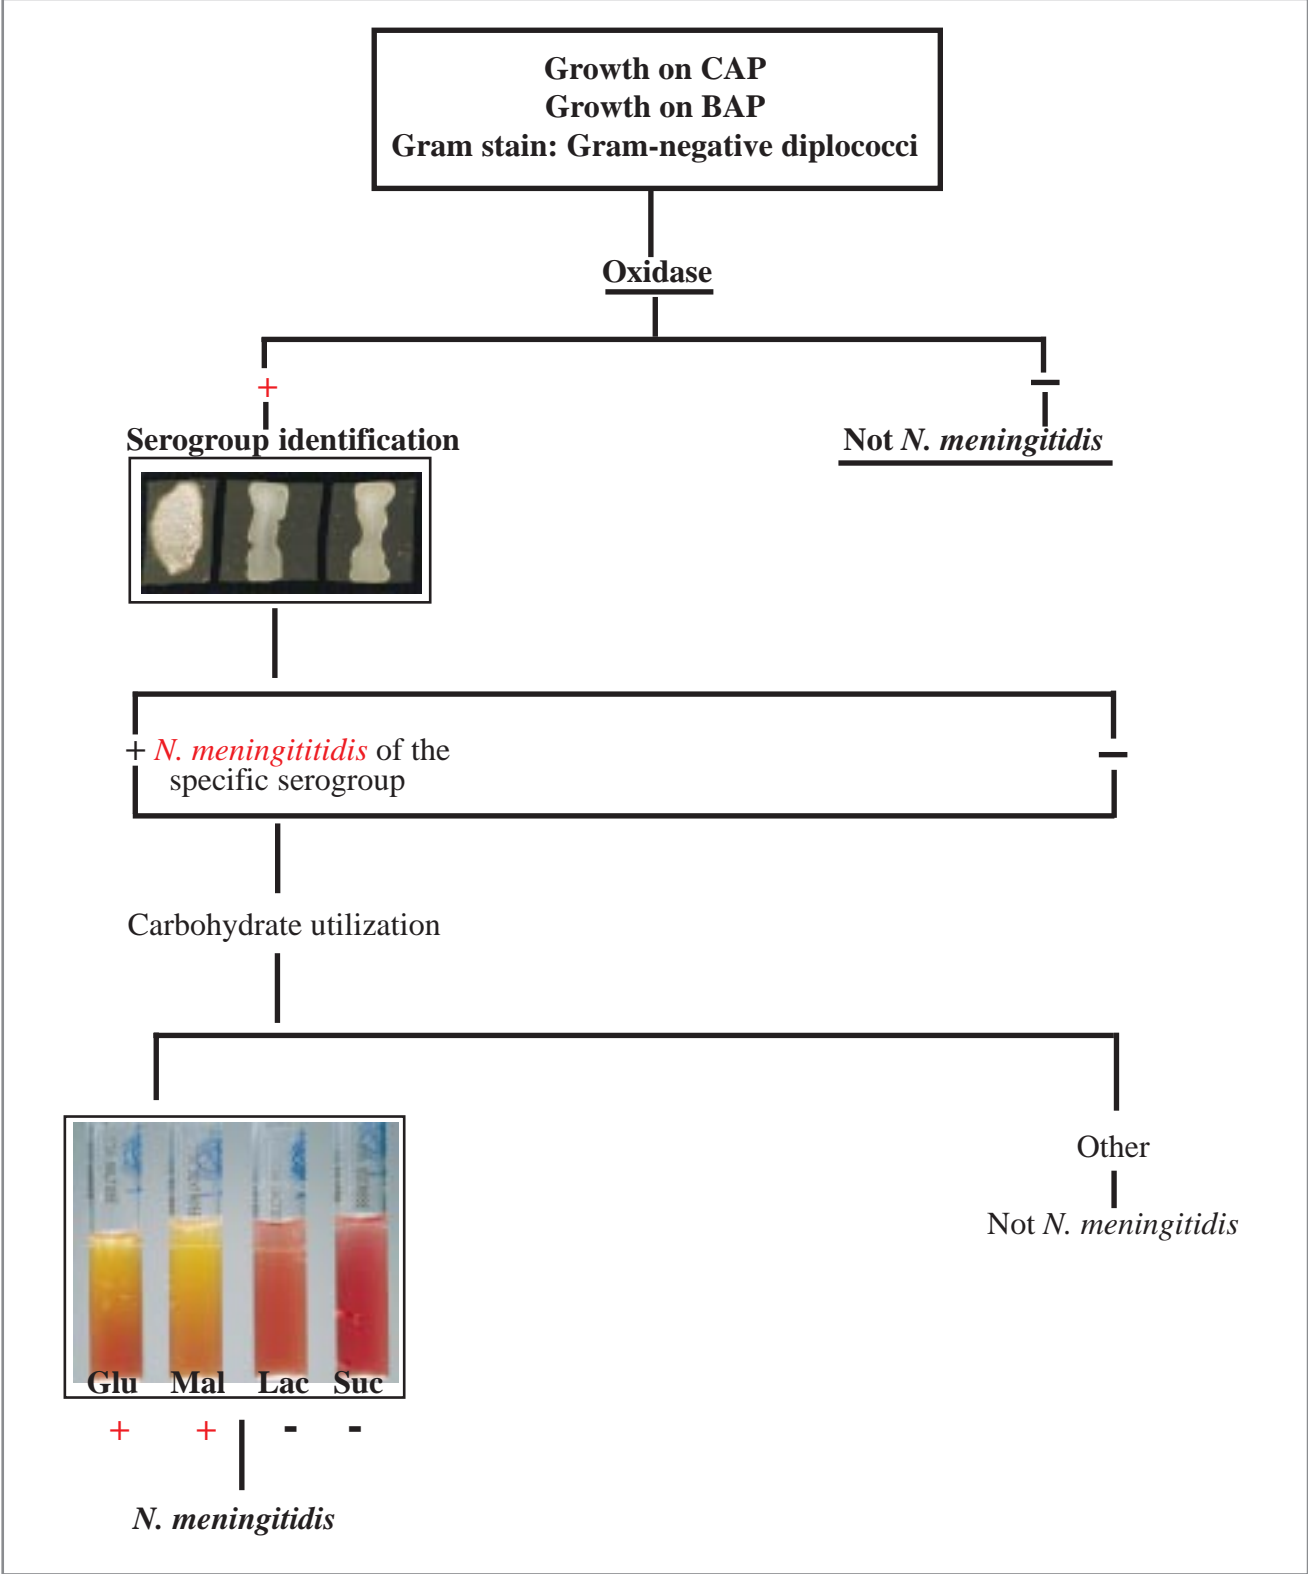 Growth on CAP
Growth on BAP
Gram stain: Gram-negative diplococci
Oxidase
+
–
Serogroup identification
Not N. meningitidis
+ N. meningititidis of the
specific serogroup
–
Carbohydrate utilization
Other
Not N. meningitidis
Glu Mal Lac Suc
+ + - -
N. meningitidis